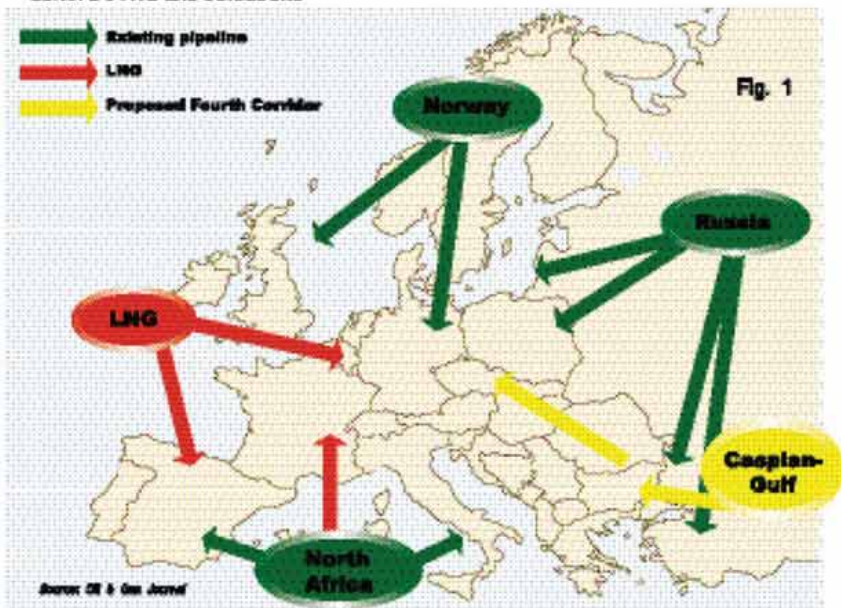 Existing pipeline
LNG
Proposed Fourth Corridor
Fig. 1
Norway
Russia
LNG
Caspian-
Gulf
North
Africa
Source: Oil & Gas Journal